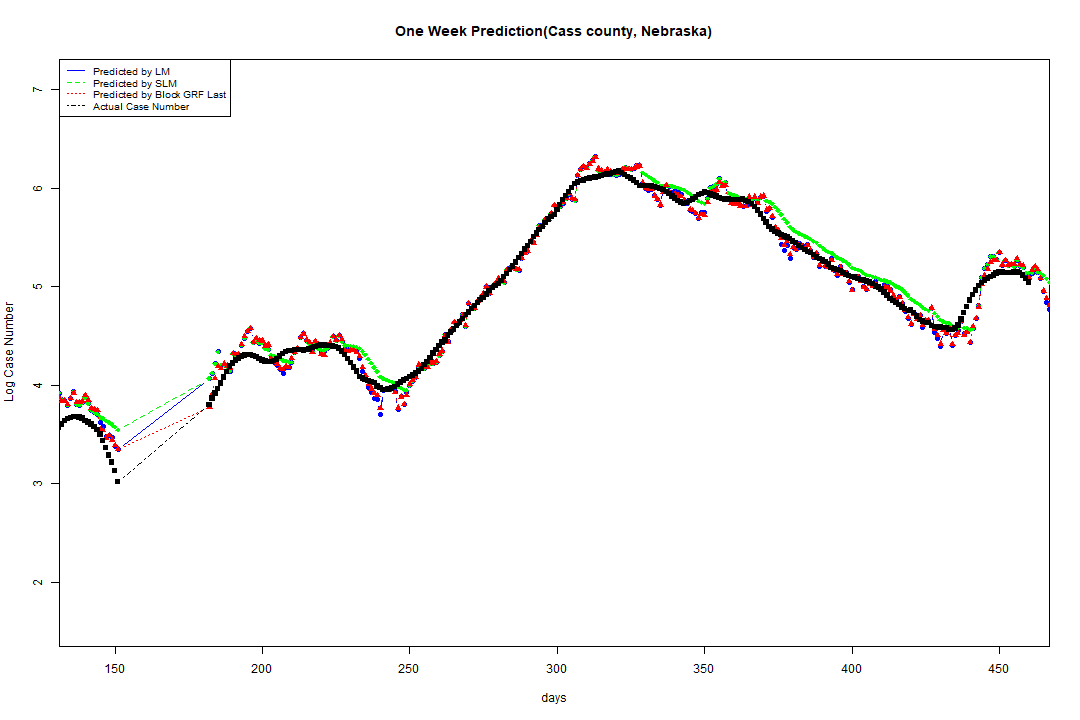 One Week Prediction(Cass county, Nebraska)
Predicted by LM
Predicted by SLM
Predicted by Block GRF Last
Actual Case Number
7
6
5
4
3
2
Log Case Number
150 200 250 300 350 400 450
days